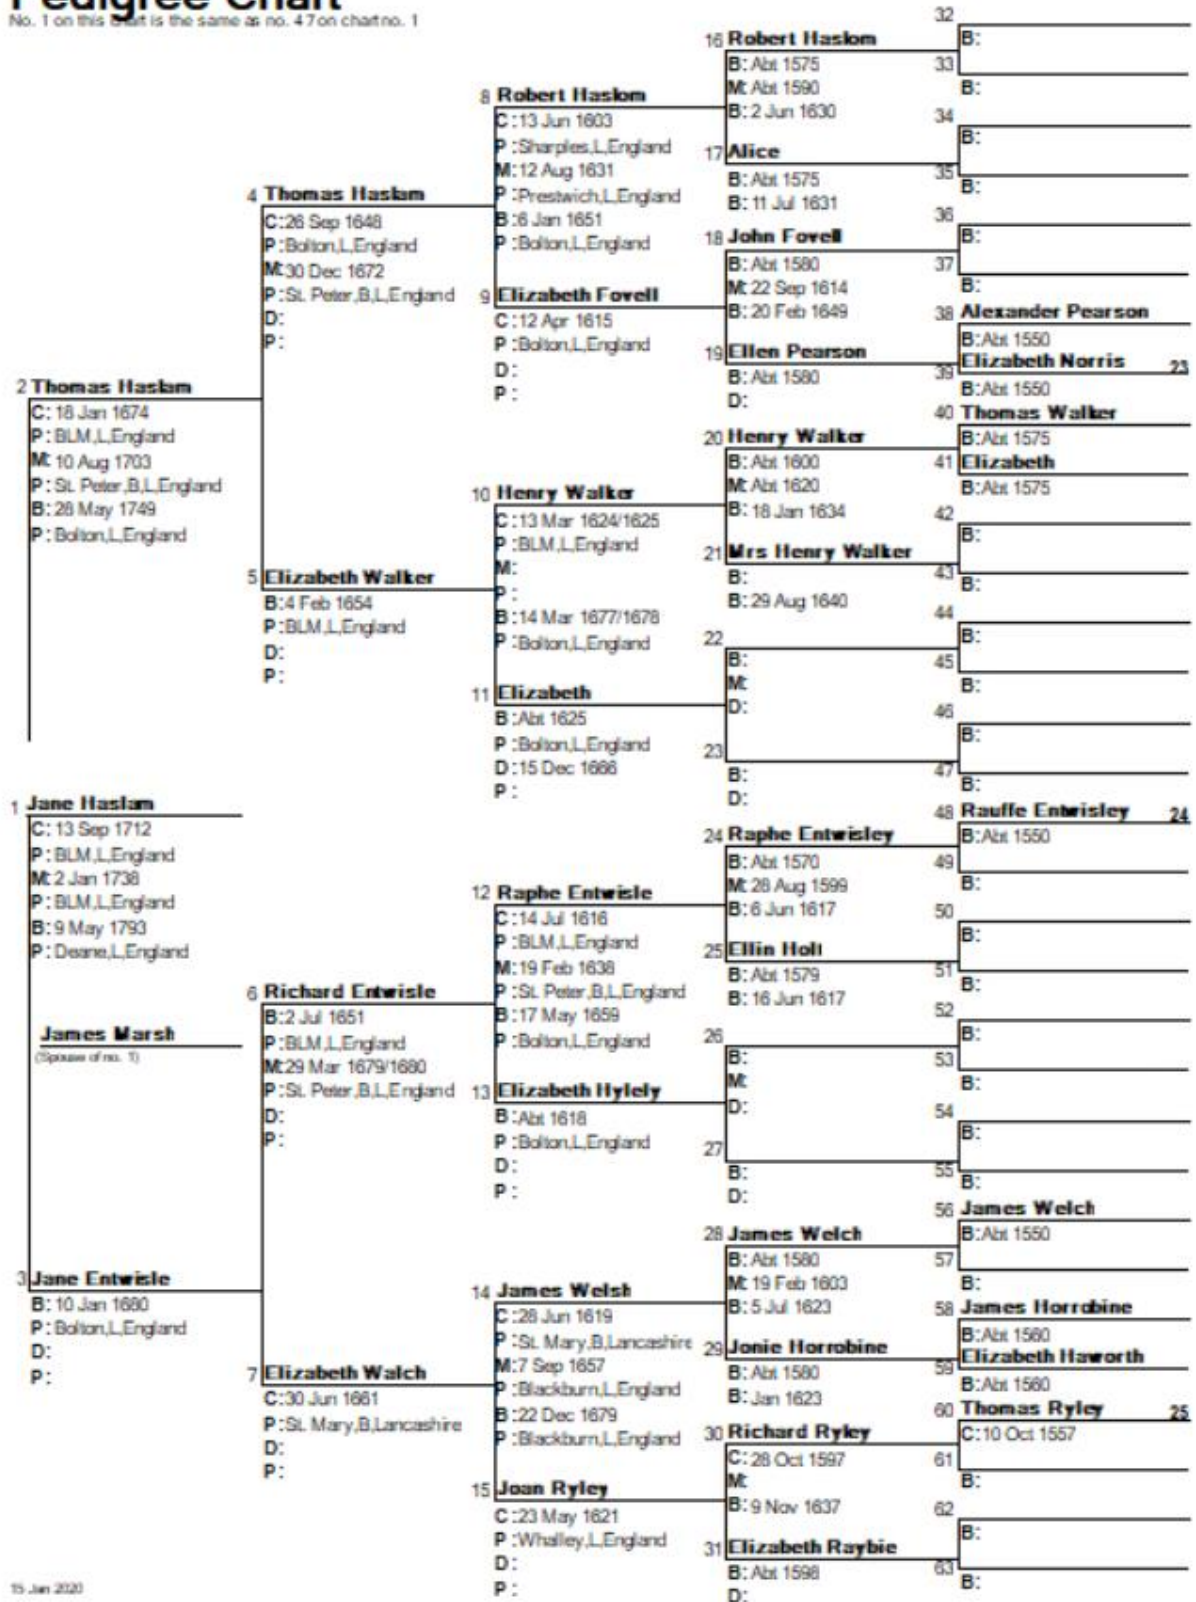 Pedigree Chart
No. 1 on this chart is the same as no. 47 on chart no. 1
1 Jane Haslam
C: 13 Sep 1712
P: BLM,L,England
M: 2 Jan 1738
P: BLM,L,England
B: 9 May 1793
P: Deane,L,England
James Marsh
(Spouse of no. 1)
2 Thomas Haslam
C: 18 Jan 1674
P: BLM,L,England
M: 10 Aug 1703
P: St. Peter,B,L,England
B: 28 May 1749
P: Bolton,L,England
3 Jane Entwisle
B: 10 Jan 1680
P: Bolton,L,England
D:
P:
4 Thomas Haslam
C: 26 Sep 1648
P: Bolton,L,England
M: 30 Dec 1672
P: St. Peter,B,L,England
D:
P:
5 Elizabeth Walker
B: 4 Feb 1654
P: BLM,L,England
D:
P:
6 Richard Entwisle
B: 2 Jul 1651
P: BLM,L,England
M: 29 Mar 1679/1680
P: St. Peter,B,L,England
D:
P:
7 Elizabeth Walch
C: 30 Jun 1661
P: St. Mary,B,Lancashire
D:
P:
8 Robert Haslom
C: 13 Jun 1603
P: Sharples,L,England
M: 12 Aug 1631
P: Prestwich,L,England
B: 6 Jan 1651
P: Bolton,L,England
9 Elizabeth Fovell
C: 12 Apr 1615
P: Bolton,L,England
D:
P:
10 Henry Walker
C: 13 Mar 1624/1625
P: BLM,L,England
M:
P:
B: 14 Mar 1677/1678
P: Bolton,L,England
11 Elizabeth
B: Abt 1625
P: Bolton,L,England
D: 15 Dec 1666
P:
12 Raphe Entwisle
C: 14 Jul 1616
P: BLM,L,England
M: 19 Feb 1638
P: St. Peter,B,L,England
B: 17 May 1659
P: Bolton,L,England
13 Elizabeth Hylely
B: Abt 1618
P: Bolton,L,England
D:
P:
14 James Welsh
C: 28 Jun 1619
P: St. Mary,B,Lancashire
M: 7 Sep 1657
P: Blackburn,L,England
B: 22 Dec 1679
P: Blackburn,L,England
15 Joan Ryley
C: 23 May 1621
P: Whalley,L,England
D:
P:
16 Robert Haslom
B: Abt 1575
M: Abt 1590
B: 2 Jun 1630
17 Alice
B: Abt 1575
B: 11 Jul 1631
18 John Fovell
B: Abt 1580
M: 22 Sep 1614
B: 20 Feb 1649
19 Ellen Pearson
B: Abt 1580
D:
20 Henry Walker
B: Abt 1600
M: Abt 1620
B: 18 Jan 1634
21 Mrs Henry Walker
B:
B: 29 Aug 1640
22
B:
M:
D:
23
B:
D:
24 Raphe Entwisley
B: Abt 1570
M: 28 Aug 1599
B: 6 Jun 1617
25 Ellin Holt
B: Abt 1579
B: 16 Jun 1617
26
B:
M:
D:
27
B:
D:
28 James Welch
B: Abt 1580
M: 19 Feb 1603
B: 5 Jul 1623
29 Jonie Horrobine
B: Abt 1580
B: Jan 1623
30 Richard Ryley
C: 28 Oct 1597
M:
B: 9 Nov 1637
31 Elizabeth Raybie
B: Abt 1598
D:
32
B:
33
B:
34
B:
35
B:
36
B:
37
B:
38 Alexander Pearson
B: Abt 1550
39 Elizabeth Norris 23
B: Abt 1550
40 Thomas Walker
B: Abt 1575
41 Elizabeth
B: Abt 1575
42
B:
43
B:
44
B:
45
B:
46
B:
47
B:
48 Rauffe Entwisley 24
B: Abt 1550
49
B:
50
B:
51
B:
52
B:
53
B:
54
B:
55
B:
56 James Welch
B: Abt 1550
57
B:
58 James Horrobine
B: Abt 1560
59 Elizabeth Haworth
B: Abt 1560
60 Thomas Ryley 25
C: 10 Oct 1557
61
B:
62
B:
63
B:
15 Jan 2020